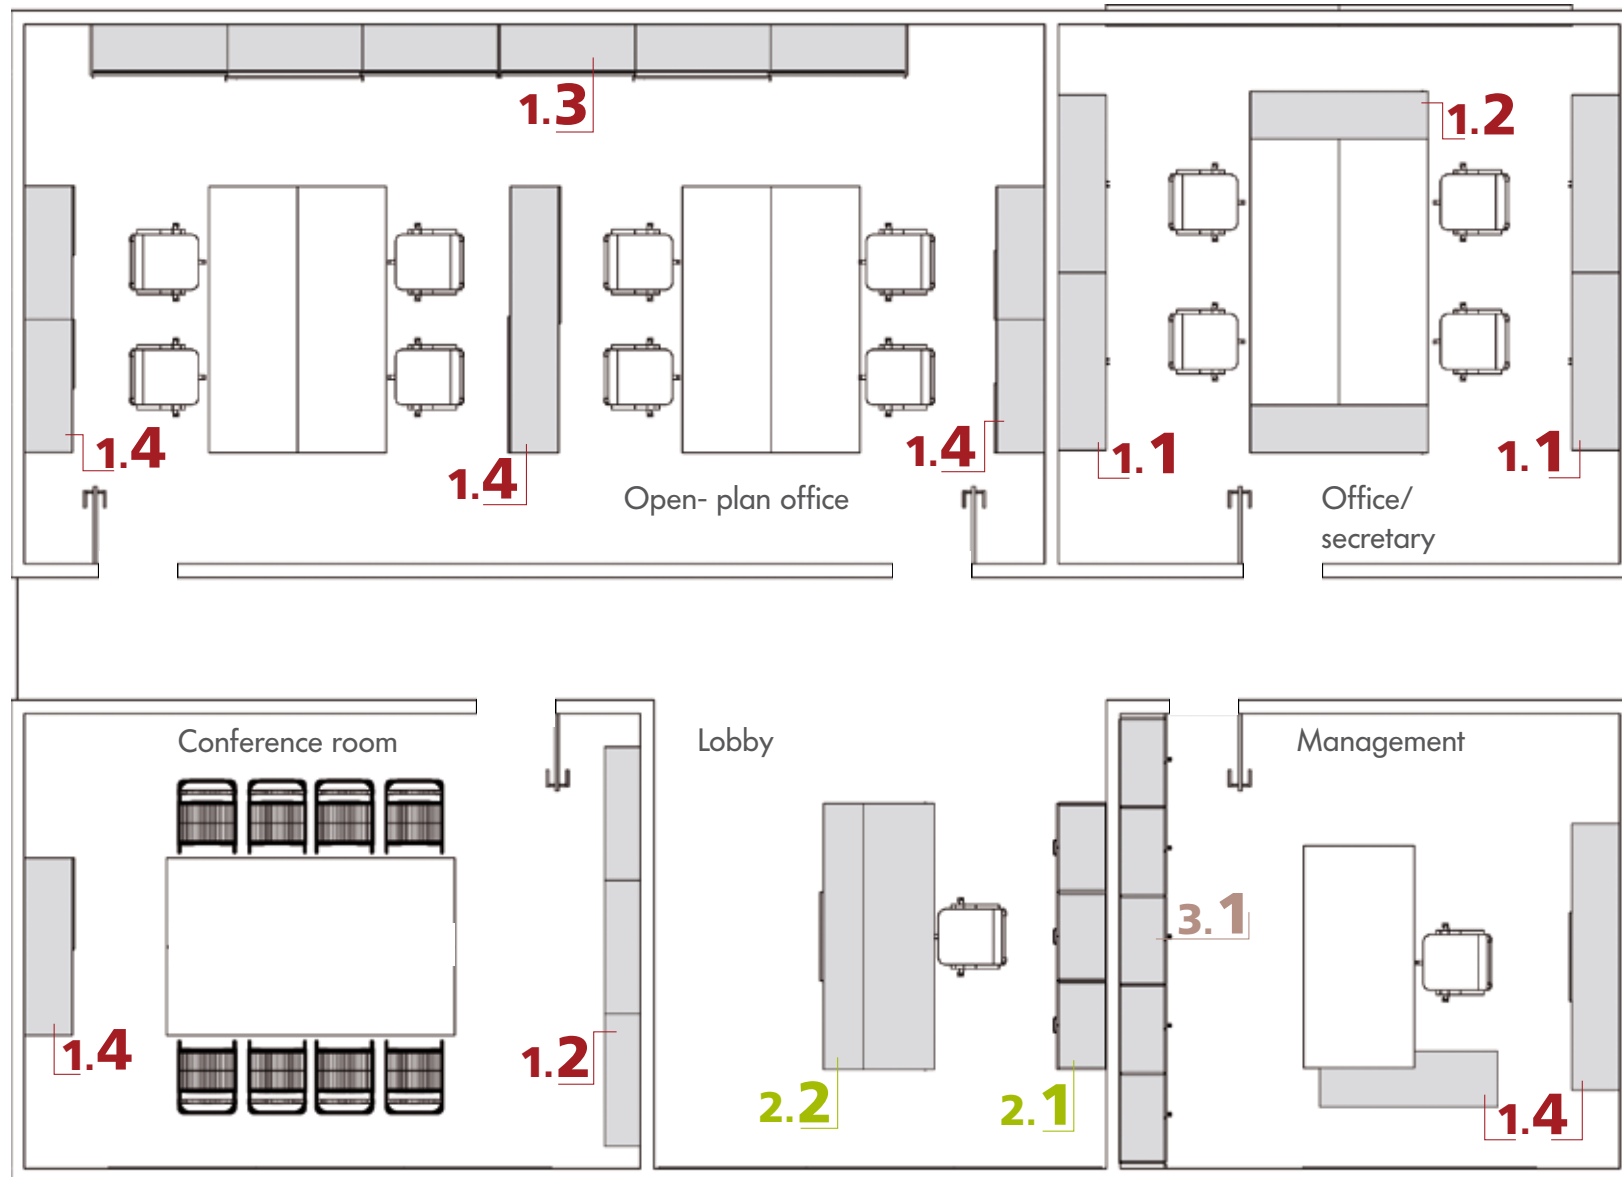 1.3
1.2
1.4
1.4
1.4
1.1
1.1
Open- plan office
Office/
secretary
Conference room
Lobby
Management
3.1
1.4
1.2
2.2
2.1
1.4